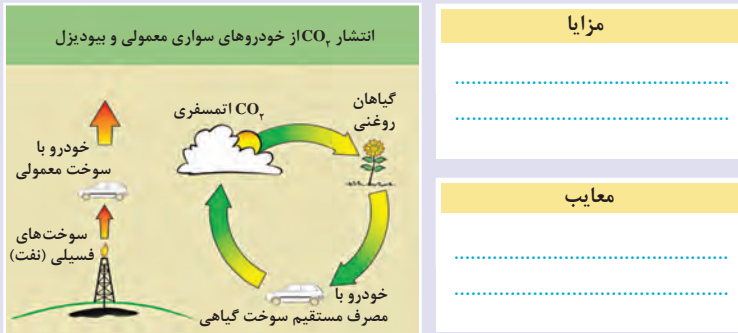 انتشار CO₂ از خودروهای سواری معمولی و بیودیزل
گیاهان
روغنی
CO₂ اتمسفری
خودرو با
سوخت معمولی
سوخت‌های
فسیلی (نفت)
خودرو با
مصرف مستقیم سوخت گیاهی
مزایا
................................................
................................................
معایب
................................................
................................................